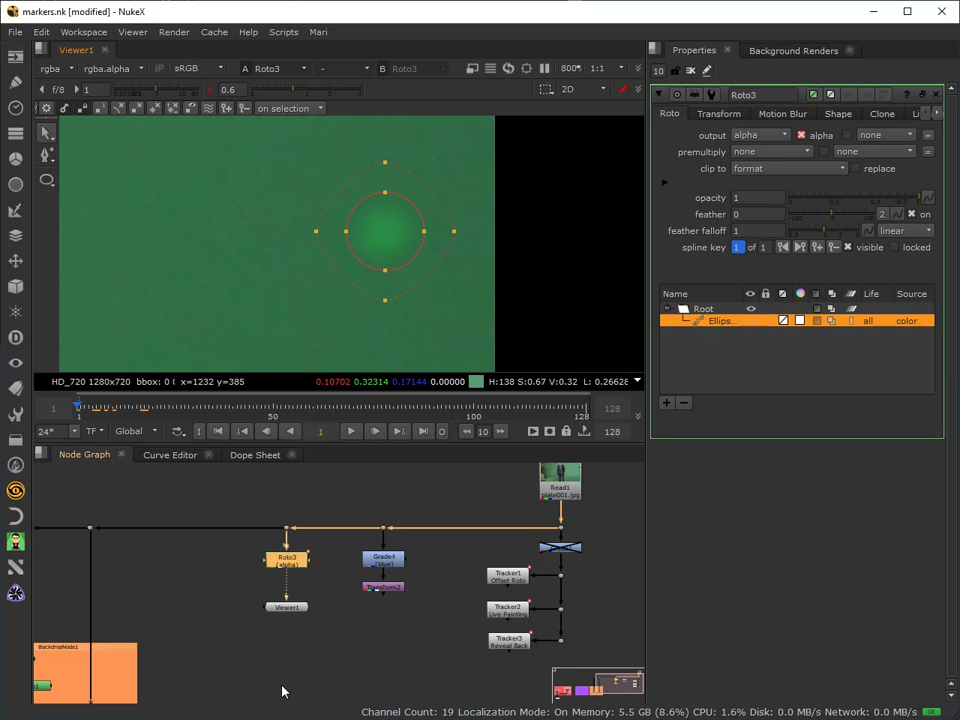 markers.nk [modified] - NukeX
File Edit Workspace Viewer Render Cache Help Scripts Mari
Viewer1
rgba rgba.alpha IP sRGB A Roto3 - B Roto3 800% 1:1
f/8 1 y 0.6 2D
on selection
HD_720 1280x720 bbox: 0 ( x=1232 y=385 0.10702 0.32314 0.17144 0.00000 H:138 S:0.67 V:0.32 L: 0.26628
1 1 50 100 128 128
24* TF Global 1 10 128
Node Graph Curve Editor Dope Sheet
Read1
plate001.jpg
Roto3
(alpha)
Grade4
(blue)
Transform2
Viewer1
Tracker1
Offset Roto
Tracker2
Live Painting
Tracker3
Reveal Back
BackdropNode1
Properties Background Renders
10
Roto3
Roto Transform Motion Blur Shape Clone Li
output alpha alpha none =
premultiply none none =
clip to format replace
opacity 1
feather 0 2 on
feather falloff 1 linear
spline key 1 of 1 visible locked
Name Life Source
Root
Ellips... all color
Channel Count: 19 Localization Mode: On Memory: 5.5 GB (8.6%) CPU: 1.6% Disk: 0.0 MB/s Network: 0.0 MB/s